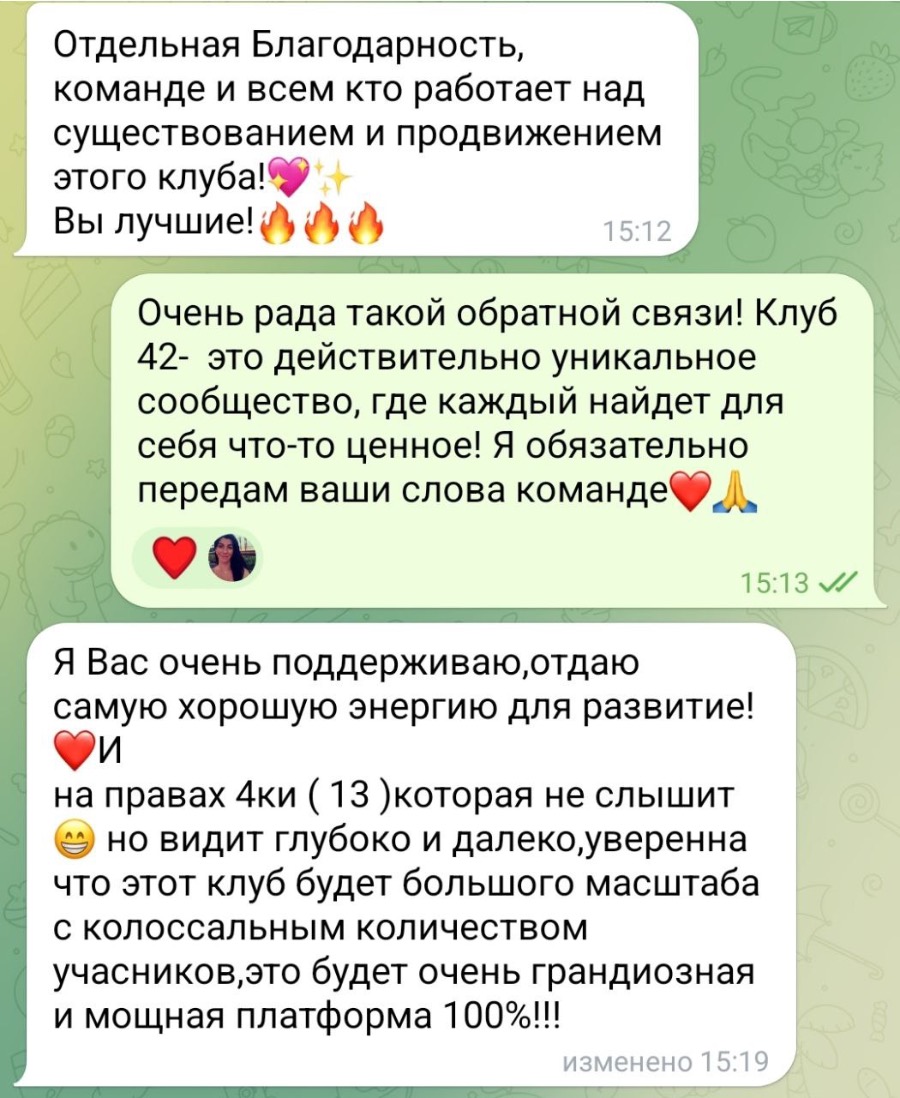 Отдельная Благодарность,
команде и всем кто работает над
существованием и продвижением
этого клуба!💖✨
Вы лучшие!🔥🔥🔥
15:12
Очень рада такой обратной связи! Клуб
42- это действительно уникальное
сообщество, где каждый найдет для
себя что-то ценное! Я обязательно
передам ваши слова команде❤️🙏
15:13
Я Вас очень поддерживаю,отдаю
самую хорошую энергию для развитие!
❤️И
на правах 4ки ( 13 )которая не слышит
😁 но видит глубоко и далеко,уверенна
что этот клуб будет большого масштаба
с колоссальным количеством
учасников,это будет очень грандиозная
и мощная платформа 100%!!!
изменено 15:19